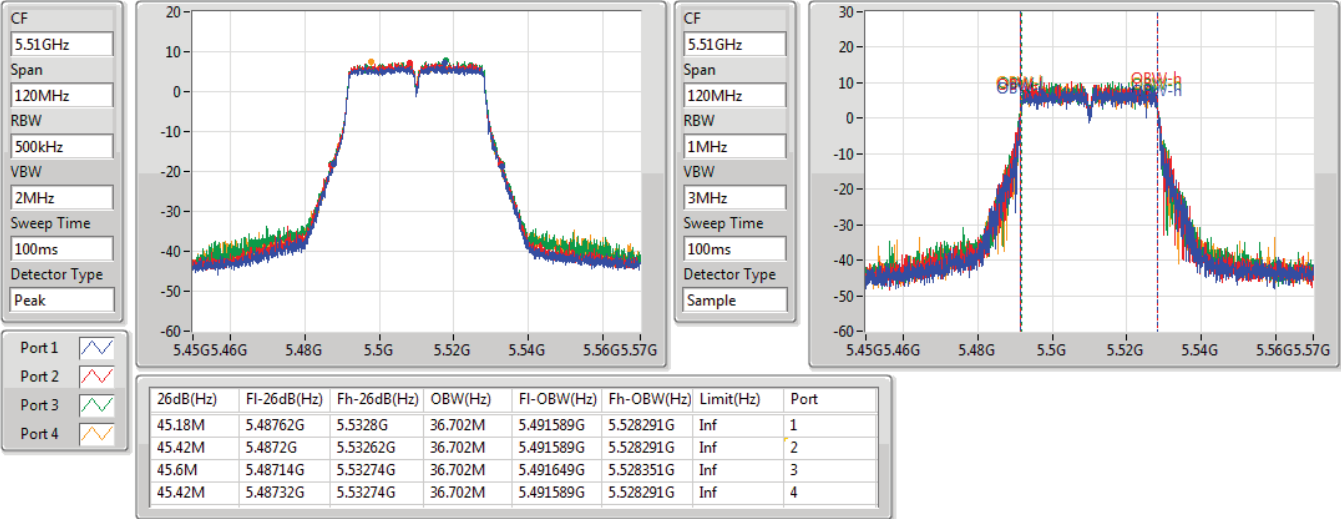 CF
5.51GHz
Span
120MHz
RBW
500kHz
VBW
2MHz
Sweep Time
100ms
Detector Type
Peak
20
10
0
-10
-20
-30
-40
-50
-60
5.45G 5.46G 5.48G 5.5G 5.52G 5.54G 5.56G 5.57G
CF
5.51GHz
Span
120MHz
RBW
1MHz
VBW
3MHz
Sweep Time
100ms
Detector Type
Sample
30
20
10
0
-10
-20
-30
-40
-50
-60
OBW-h
5.45G 5.46G 5.48G 5.5G 5.52G 5.54G 5.56G 5.57G
Port 1
Port 2
Port 3
Port 4
26dB(Hz) Fl-26dB(Hz) Fh-26dB(Hz) OBW(Hz) Fl-OBW(Hz) Fh-OBW(Hz) Limit(Hz) Port
45.18M 5.48762G 5.5328G 36.702M 5.491589G 5.528291G Inf 1
45.42M 5.4872G 5.53262G 36.702M 5.491589G 5.528291G Inf 2
45.6M 5.48714G 5.53274G 36.702M 5.491649G 5.528351G Inf 3
45.42M 5.48732G 5.53274G 36.702M 5.491589G 5.528291G Inf 4